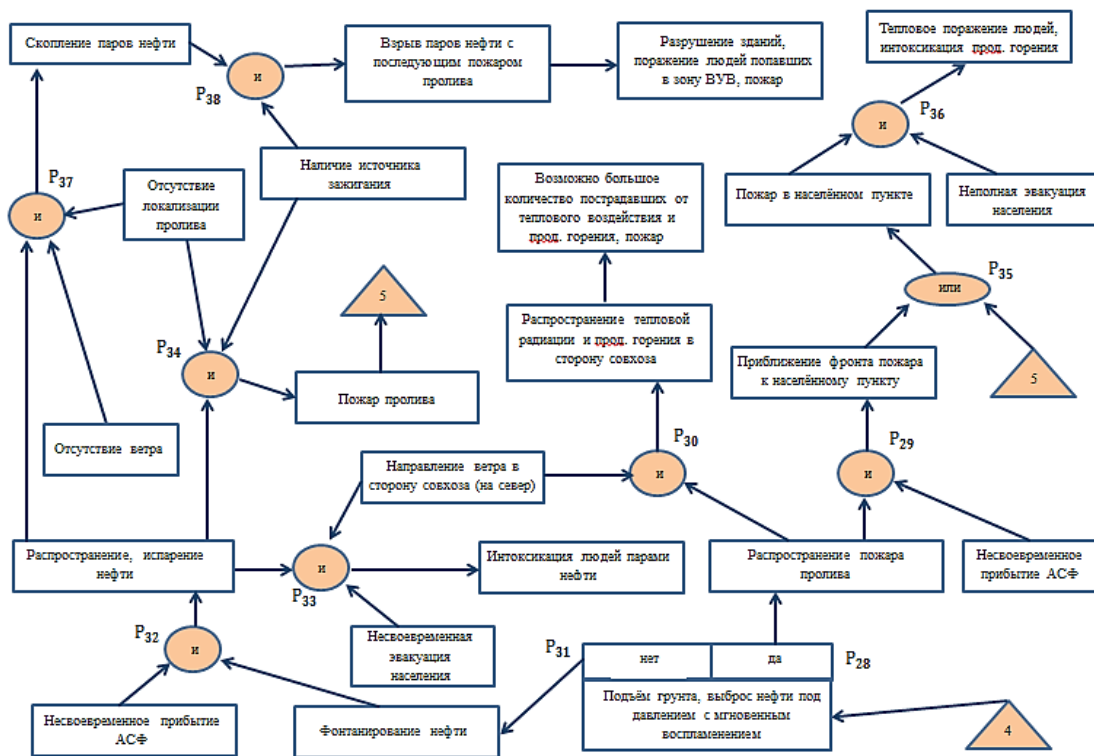 Скопление паров нефти
и
P38
Взрыв паров нефти с
последующим пожаром
пролива
Разрушение зданий,
поражение людей попавших
в зону ВУВ, пожар
Тепловое поражение людей,
интоксикация прод. горения
P36
и
P37
и
Отсутствие
локализации
пролива
Наличие источника
зажигания
Возможно большое
количество пострадавших от
теплового воздействия и
прод. горения, пожар
Пожар в населённом пункте
Неполная эвакуация
населения
P35
или
5
P34
и
Распространение тепловой
радиации и прод. горения в
сторону совхоза
Приближение фронта пожара
к населённому пункту
5
Пожар пролива
Отсутствие ветра
P30
и
P29
и
Направление ветра в
сторону совхоза (на север)
Распространение, испарение
нефти
и
P33
Интоксикация людей парами
нефти
Распространение пожара
пролива
Несвоевременное
прибытие АСФ
P32
и
Несвоевременная
эвакуация
населения
P31
нет
да
P28
Несвоевременное прибытие
АСФ
Фонтанирование нефти
Подъём грунта, выброс нефти под
давлением с мгновенным
воспламенением
4